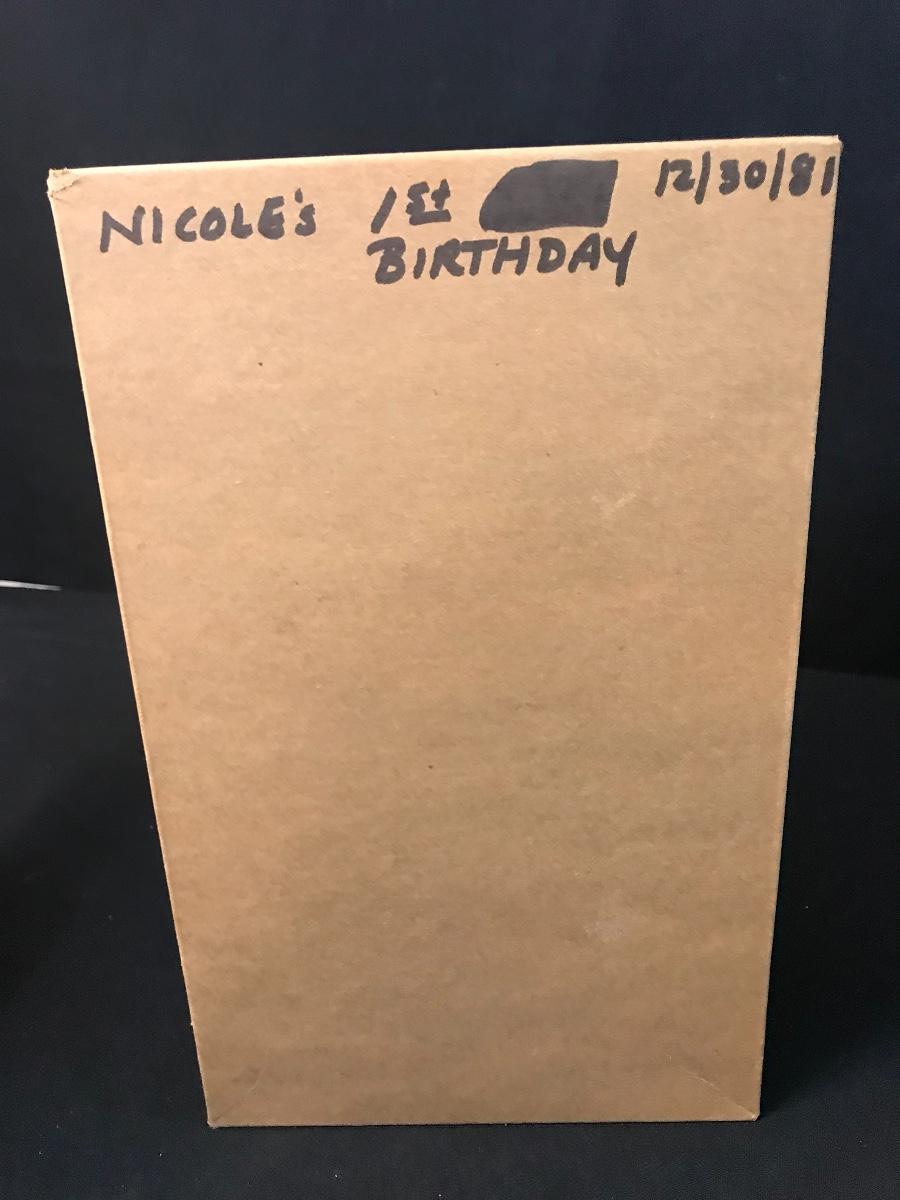 NICOLE's 1st 12/30/81
BIRTHDAY